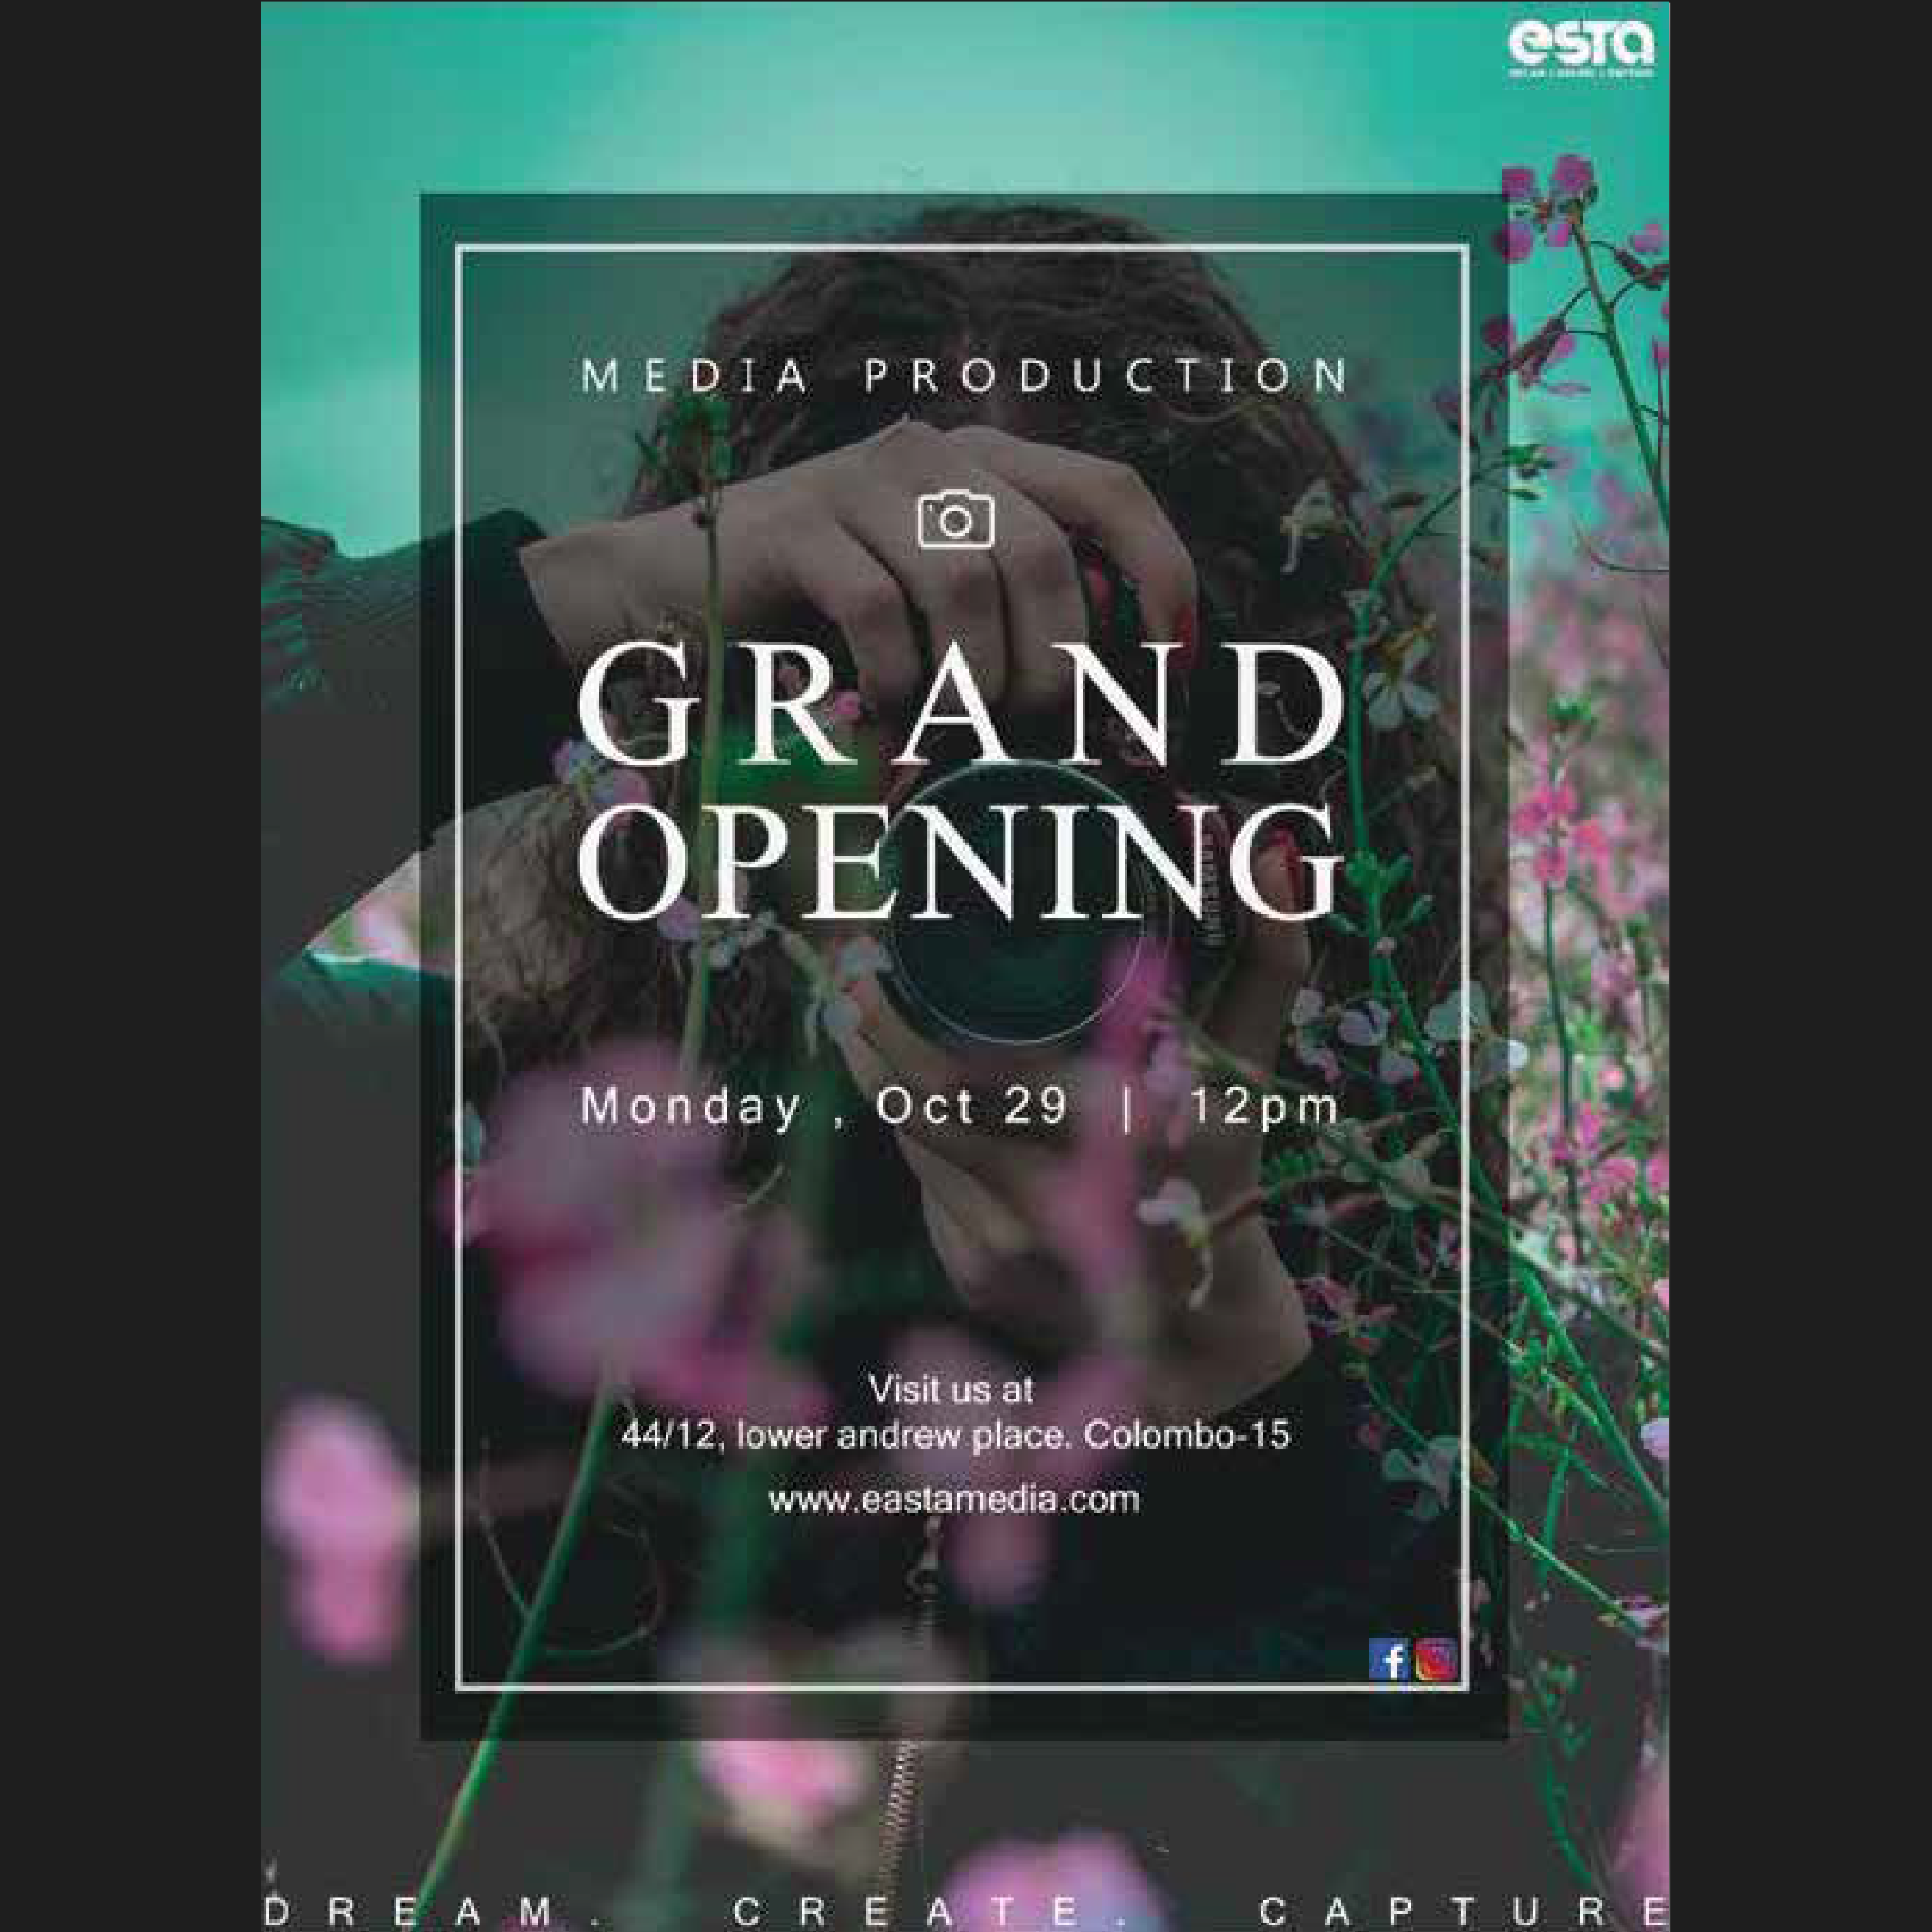 esta
MEDIA PRODUCTION
GRAND
OPENING
Monday , Oct 29 | 12pm
Visit us at
44/12, lower andrew place. Colombo-15
www.eastamedia.com
DREAM. CREATE. CAPTURE